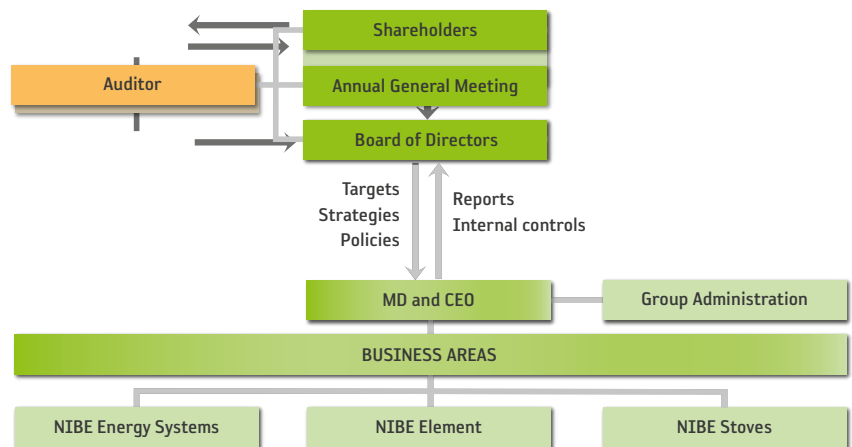 Shareholders
Auditor
Annual General Meeting
Board of Directors
Targets
Strategies
Policies
Reports
Internal controls
MD and CEO
Group Administration
BUSINESS AREAS
NIBE Energy Systems
NIBE Element
NIBE Stoves